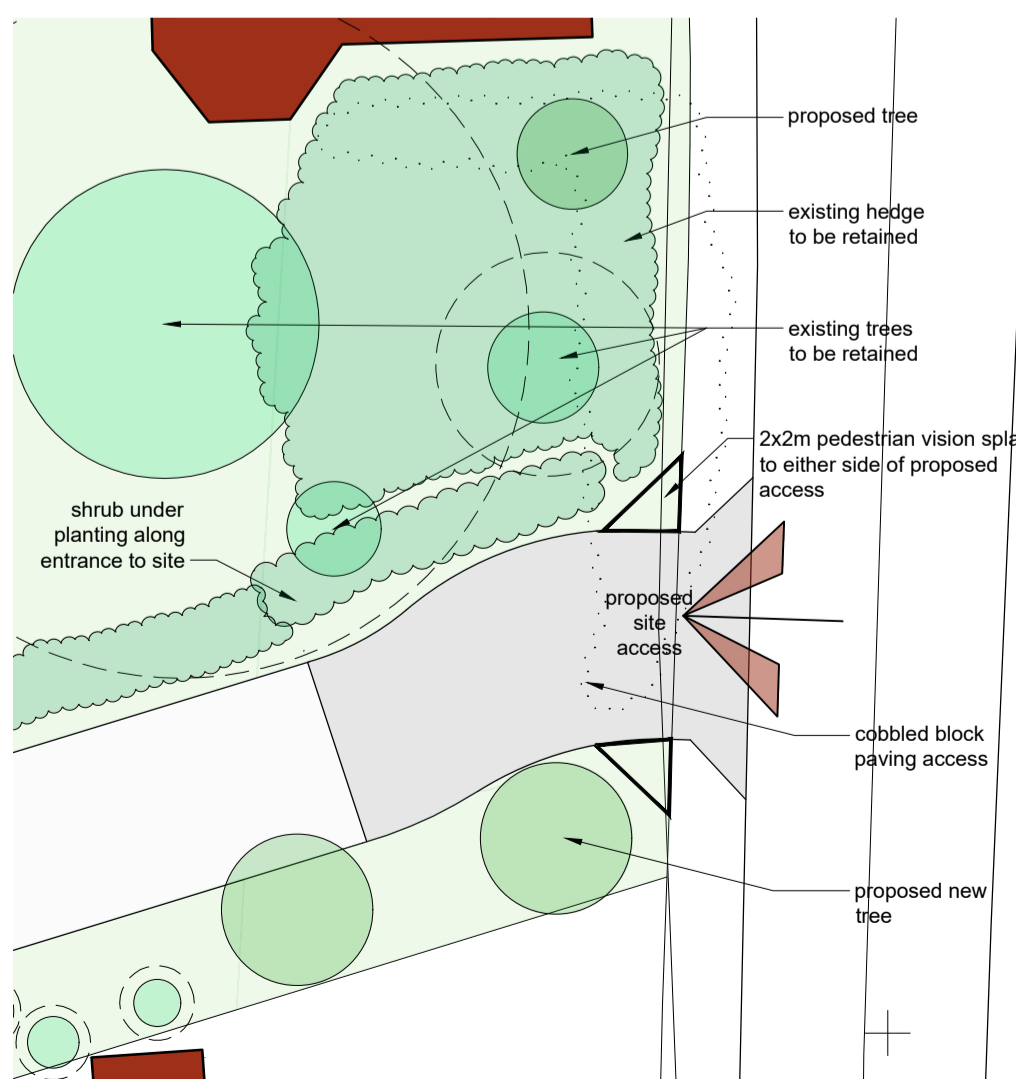 proposed tree
existing hedge
to be retained
existing trees
to be retained
2x2m pedestrian vision spla
to either side of proposed
access
shrub under
planting along
entrance to site
proposed
site
access
cobbled block
paving access
proposed new
tree